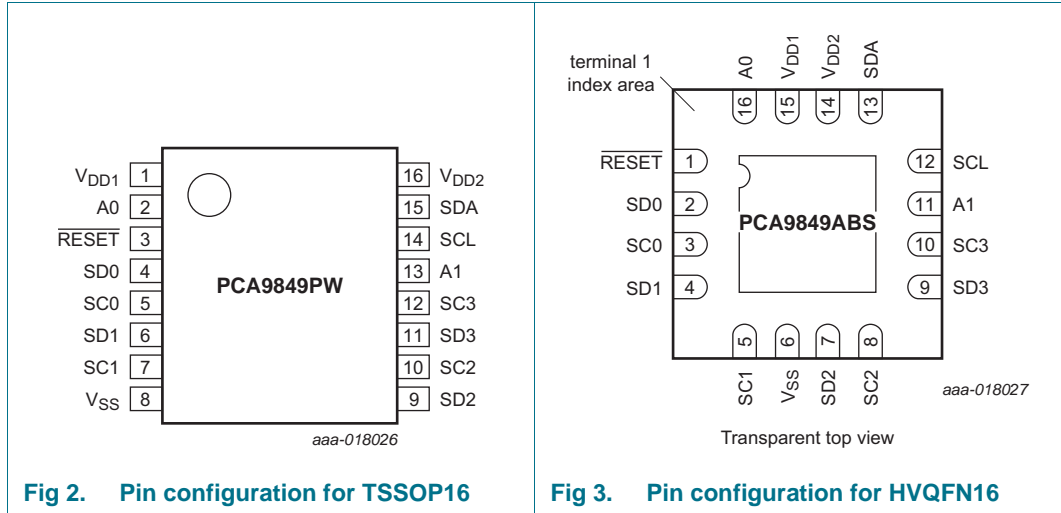 VDD1 1
A0 2
RESET 3
SD0 4
SC0 5
SD1 6
SC1 7
VSS 8
PCA9849PW
16 VDD2
15 SDA
14 SCL
13 A1
12 SC3
11 SD3
10 SC2
9 SD2
aaa-018026
Fig 2. Pin configuration for TSSOP16
terminal 1
index area
A0 VDD1 VDD2 SDA
16 15 14 13
RESET 1
SD0 2
SC0 3
SD1 4
PCA9849ABS
12 SCL
11 A1
10 SC3
9 SD3
5 6 7 8
SC1 VSS SD2 SC2
aaa-018027
Transparent top view
Fig 3. Pin configuration for HVQFN16